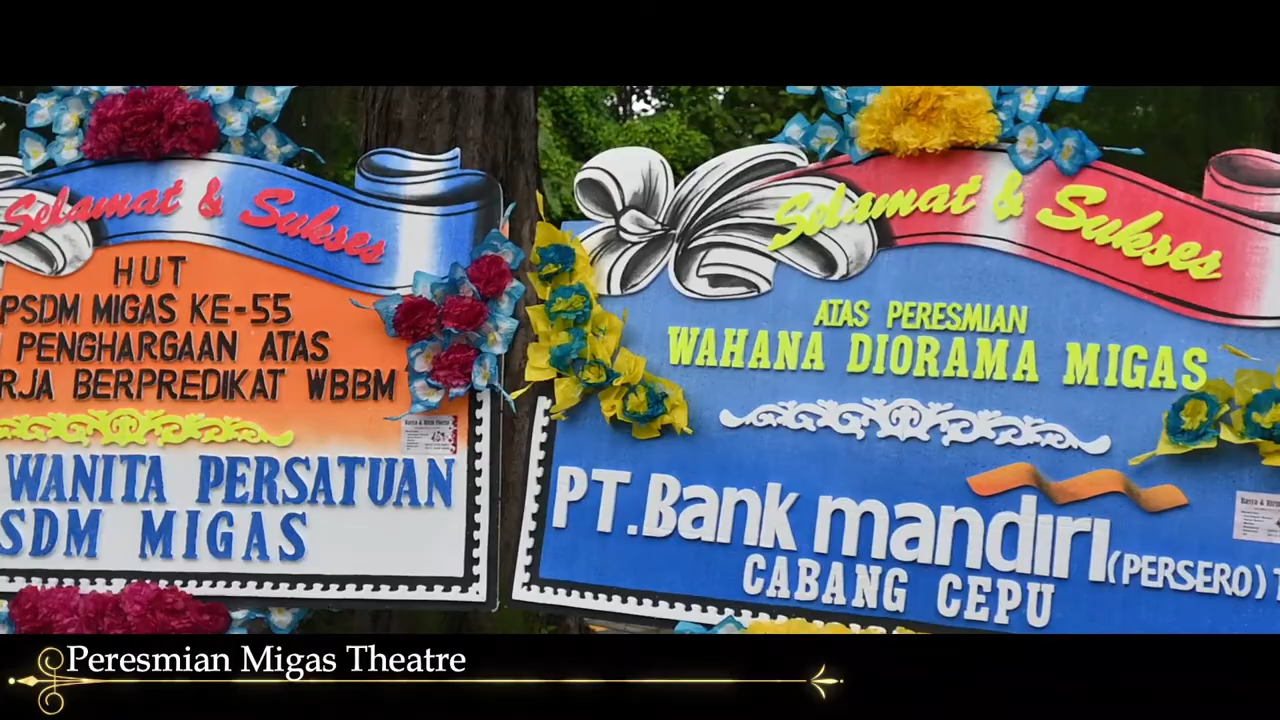 Selamat & Sukses
HUT
PSDM MIGAS KE-55
PENGHARGAAN ATAS
RJA BERPREDIKAT WBBM
WANITA PERSATUAN
SDM MIGAS
Selamat & Sukses
ATAS PERESMIAN
WAHANA DIORAMA MIGAS
PT. Bank mandiri (PERSERO) T
CABANG CEPU
Peresmian Migas Theatre